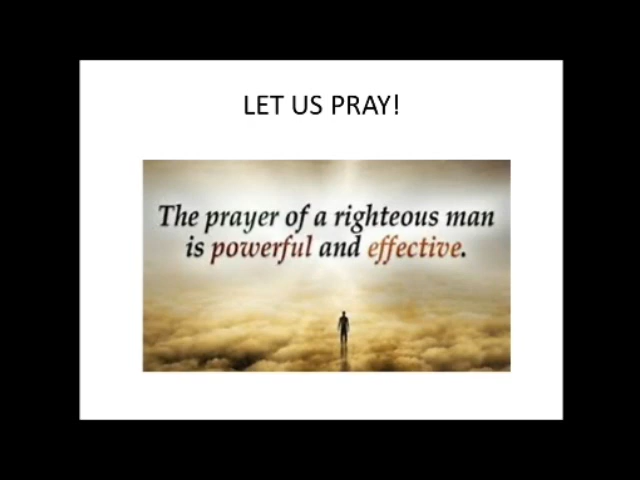 LET US PRAY!
The prayer of a righteous man
is powerful and effective.